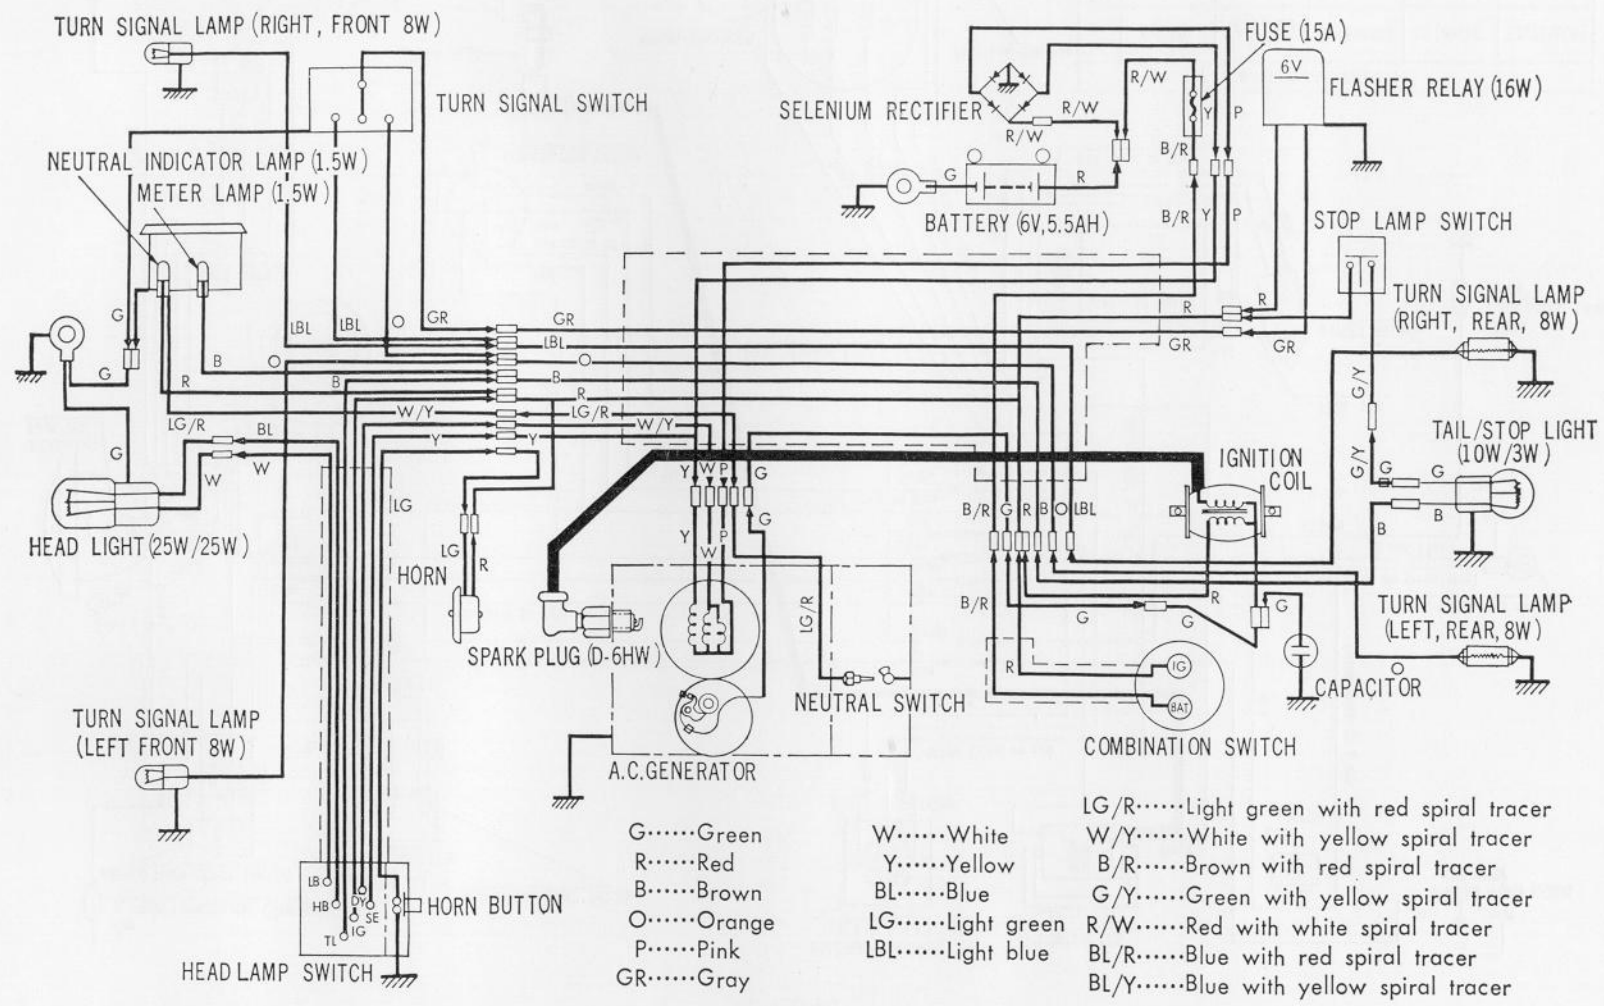 TURN SIGNAL LAMP (RIGHT, FRONT 8W)
TURN SIGNAL SWITCH
NEUTRAL INDICATOR LAMP (1.5W)
METER LAMP (1.5W)
SELENIUM RECTIFIER
R/W
R/W
R/W
FUSE (15A)
6V
FLASHER RELAY (16W)
Y
P
B/R
G
R
BATTERY (6V, 5.5AH)
B/R
Y
P
STOP LAMP SWITCH
TURN SIGNAL LAMP
(RIGHT, REAR, 8W)
G
LBL
LBL
O
GR
GR
LBL
R
R
GR
GR
G
R
B
O
B
O
B
R
G/Y
LG/R
W/Y
LG/R
W/Y
Y
Y
BL
W
W
G
LG
HEAD LIGHT (25W/25W)
Y
W
P
G
Y
W
P
G
IGNITION
COIL
TAIL/STOP LIGHT
(10W/3W)
G/Y
G
G
B
B
B/R
G
R
B
O
LBL
HORN
LG
R
SPARK PLUG (D-6HW)
LG/R
NEUTRAL SWITCH
A.C.GENERATOR
B/R
G
G
R
G
R
IG
BAT
COMBINATION SWITCH
CAPACITOR
TURN SIGNAL LAMP
(LEFT, REAR, 8W)
O
TURN SIGNAL LAMP
(LEFT FRONT 8W)
LB
HB
DY
SE
IG
TL
HORN BUTTON
HEAD LAMP SWITCH
G······Green
R······Red
B······Brown
O······Orange
P······Pink
GR······Gray
W······White
Y······Yellow
BL······Blue
LG······Light green
LBL······Light blue
LG/R······Light green with red spiral tracer
W/Y······White with yellow spiral tracer
B/R······Brown with red spiral tracer
G/Y······Green with yellow spiral tracer
R/W······Red with white spiral tracer
BL/R······Blue with red spiral tracer
BL/Y······Blue with yellow spiral tracer